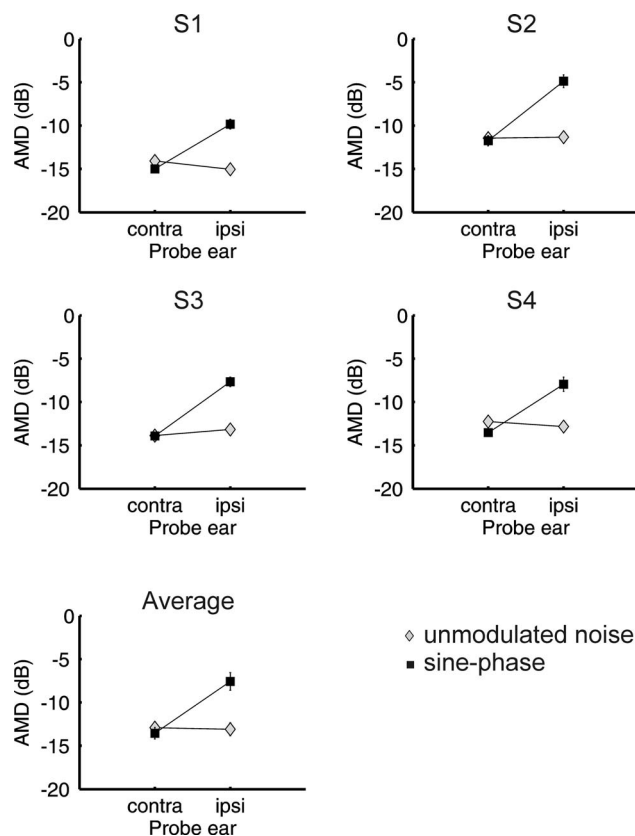 S1
0
-5
-10
-15
-20
AMD (dB)
contra ipsi
Probe ear
S2
0
-5
-10
-15
-20
AMD (dB)
contra ipsi
Probe ear
S3
0
-5
-10
-15
-20
AMD (dB)
contra ipsi
Probe ear
S4
0
-5
-10
-15
-20
AMD (dB)
contra ipsi
Probe ear
Average
0
-5
-10
-15
-20
AMD (dB)
contra ipsi
Probe ear
unmodulated noise
sine-phase